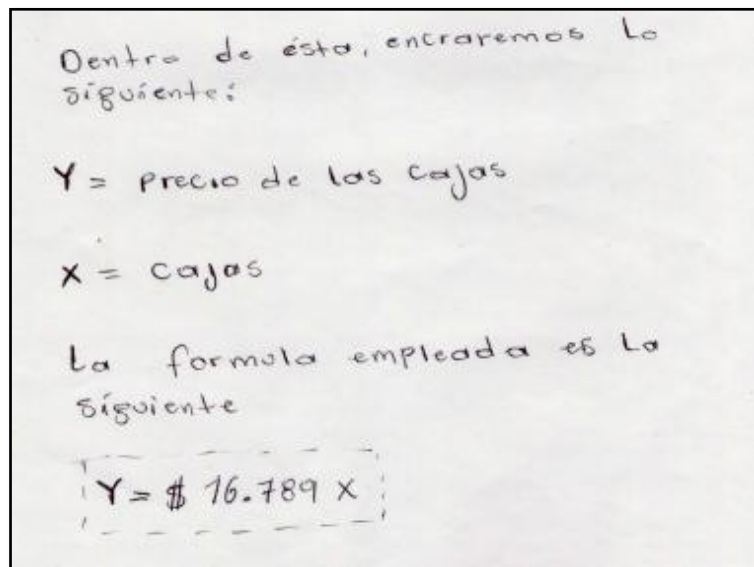 Dentro de ésta, encraremos lo
siguiente:
Y = precio de las cajas
X = cajas
La formula empleada es la
siguiente
Y = $ 16.789 X